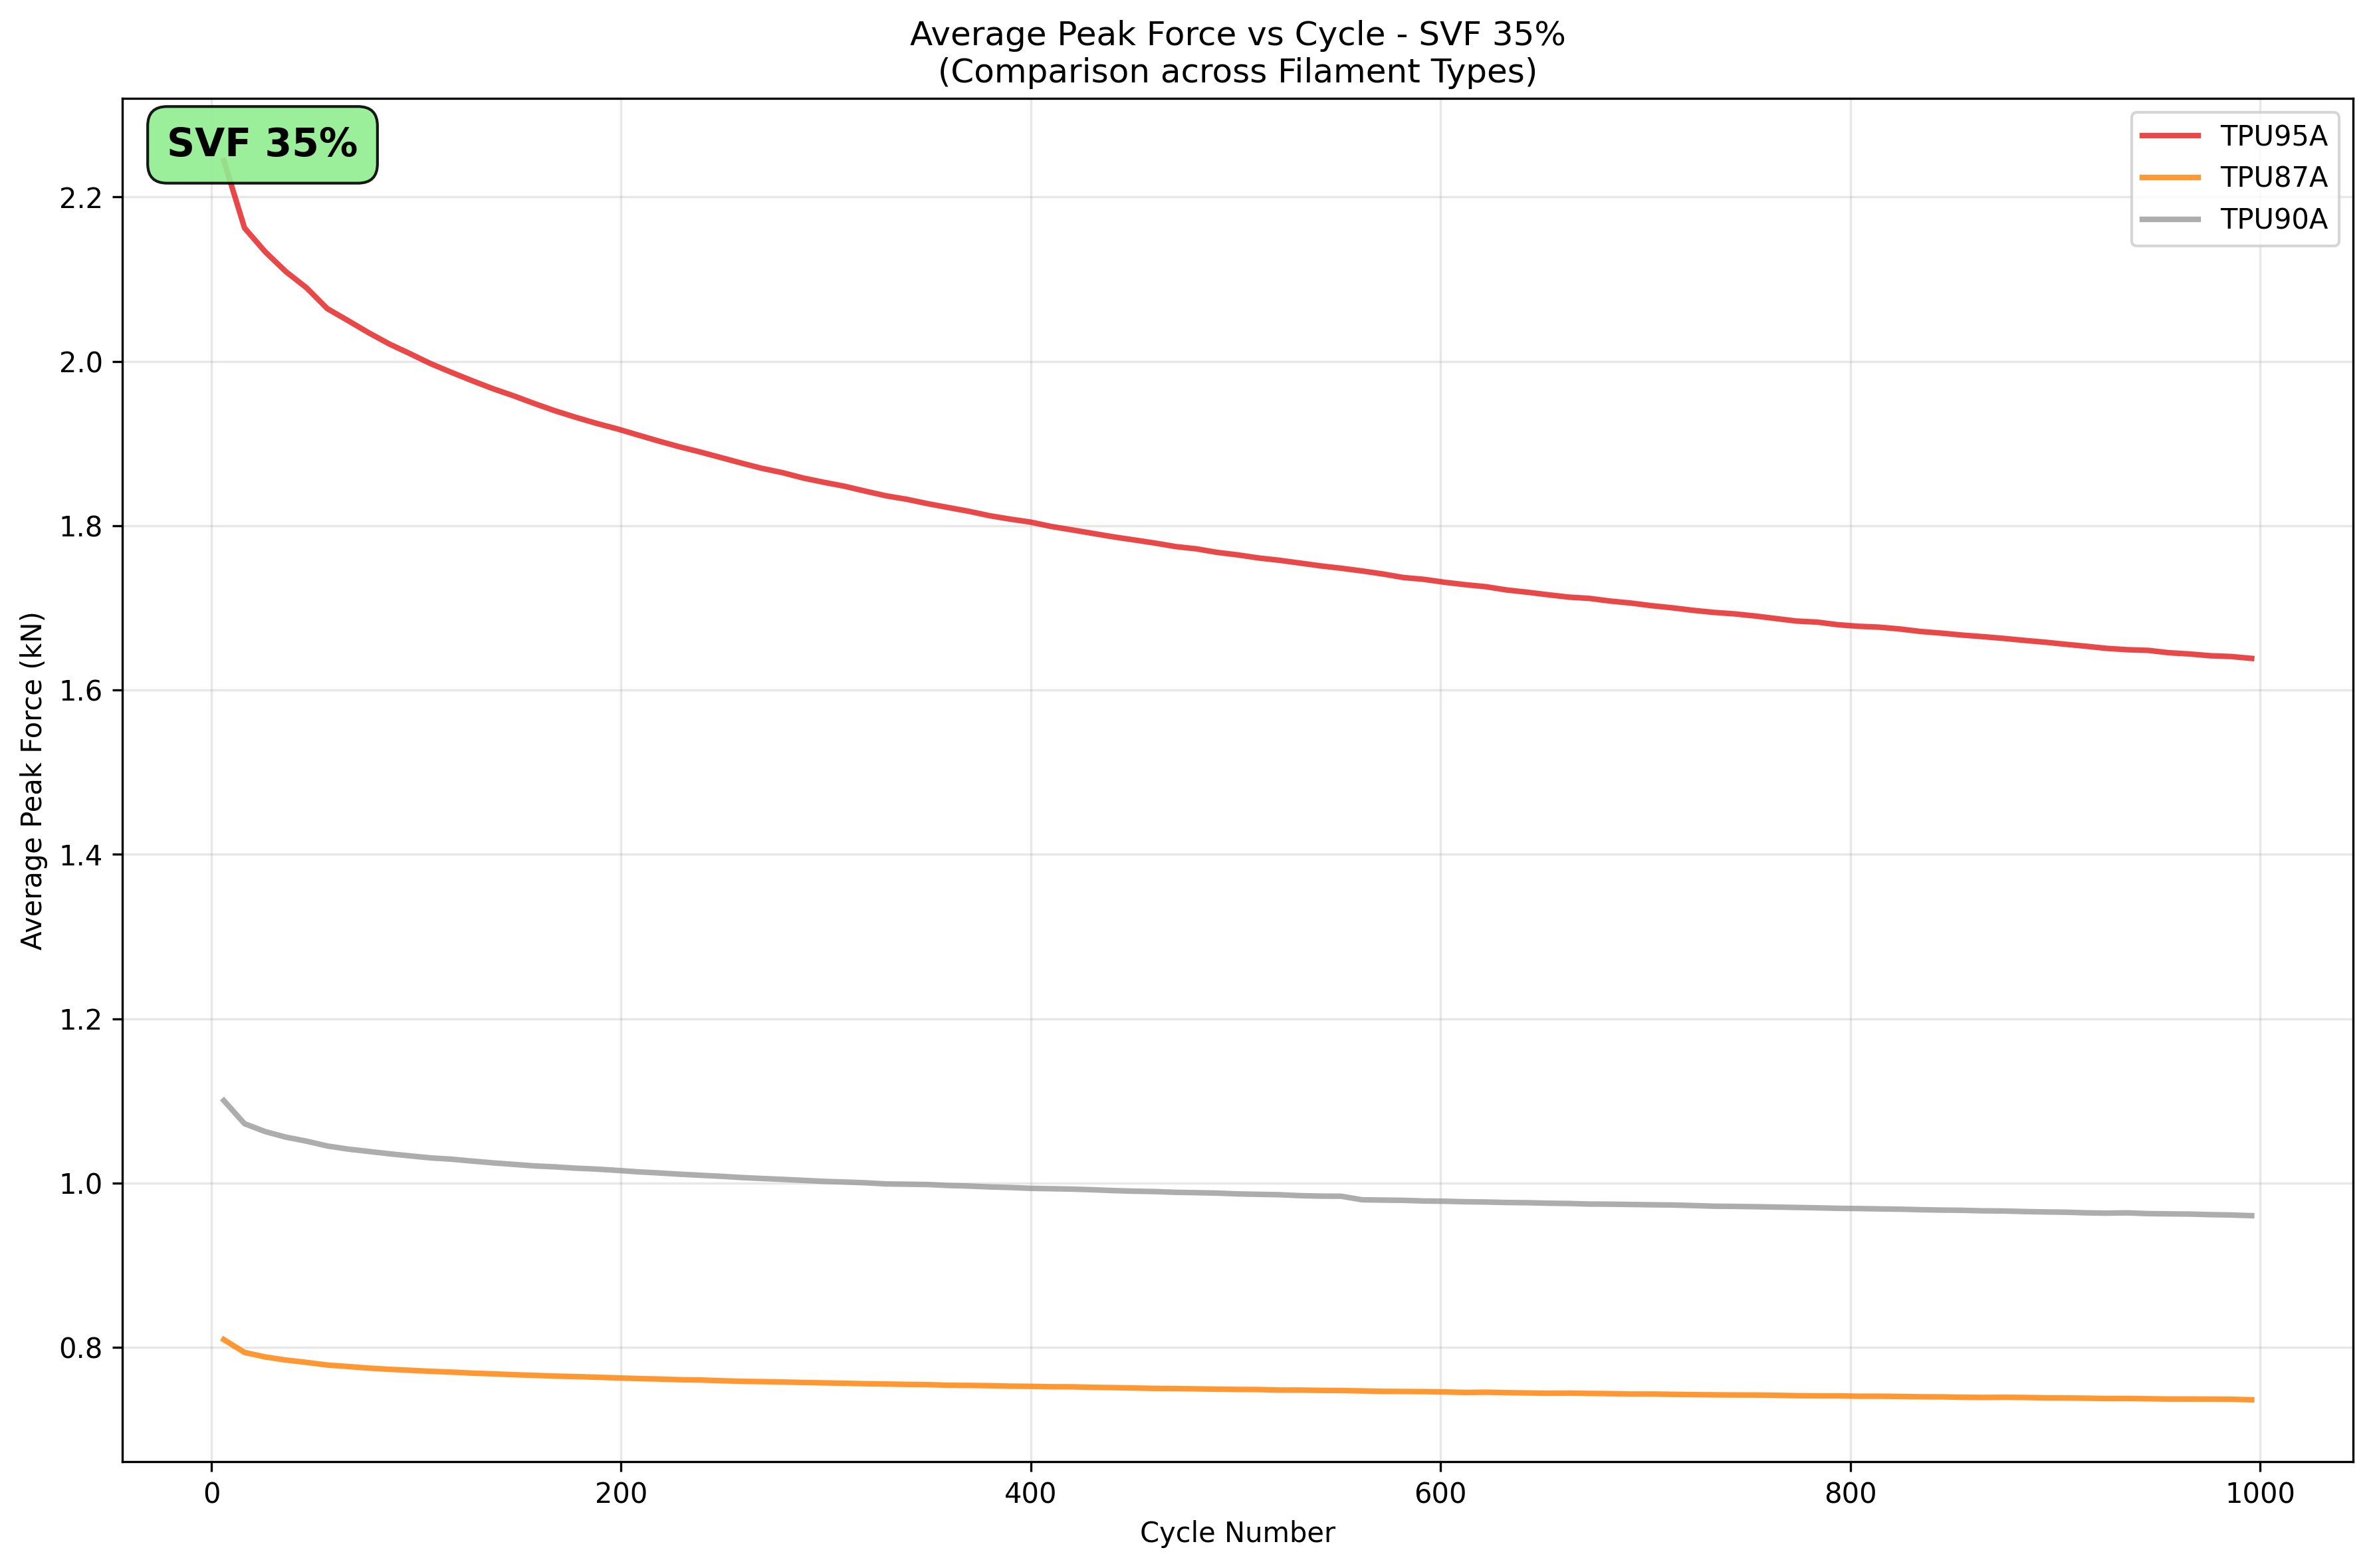 Average Peak Force vs Cycle - SVF 35%
(Comparison across Filament Types)
SVF 35%
TPU95A
TPU87A
TPU90A
Average Peak Force (kN)
2.2
2.0
1.8
1.6
1.4
1.2
1.0
0.8
0
200
400
600
800
1000
Cycle Number